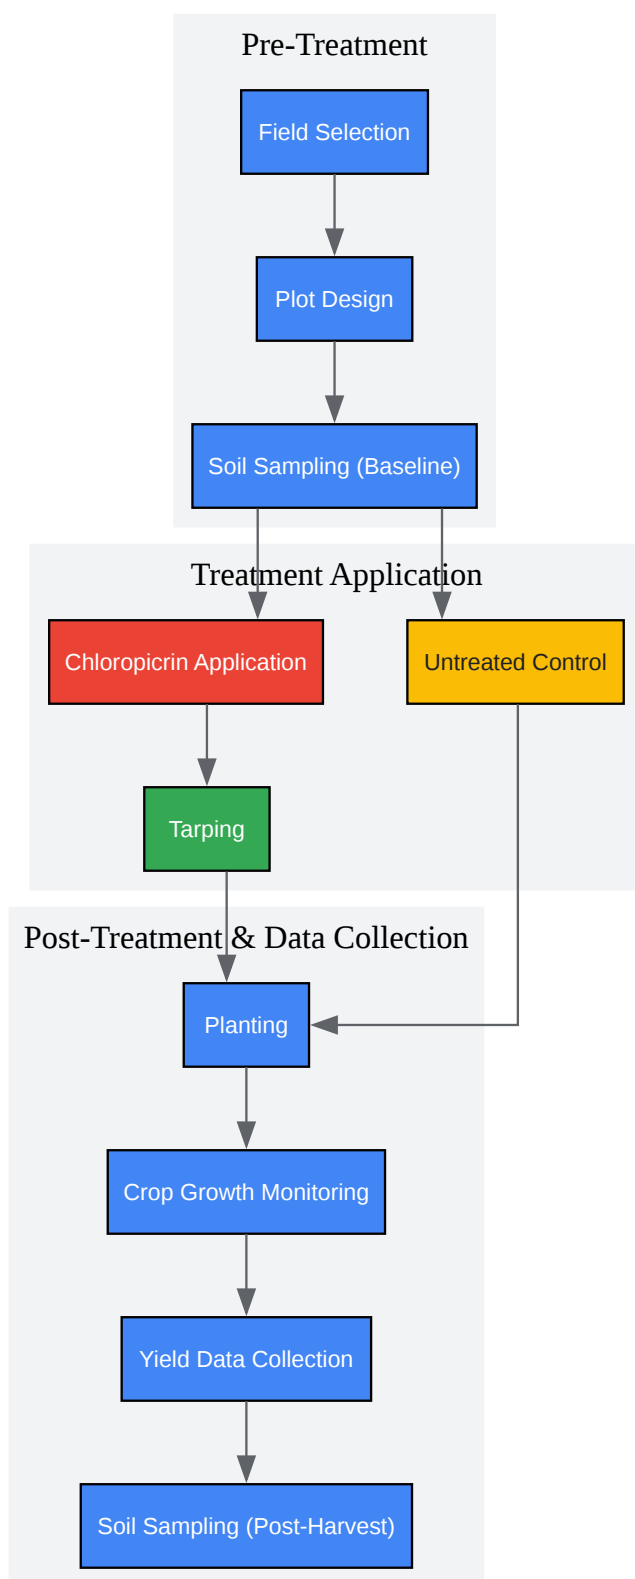 Pre-Treatment
Field Selection
Plot Design
Soil Sampling (Baseline)
Treatment Application
Chloropicrin Application
Untreated Control
Tarping
Post-Treatment & Data Collection
Planting
Crop Growth Monitoring
Yield Data Collection
Soil Sampling (Post-Harvest)